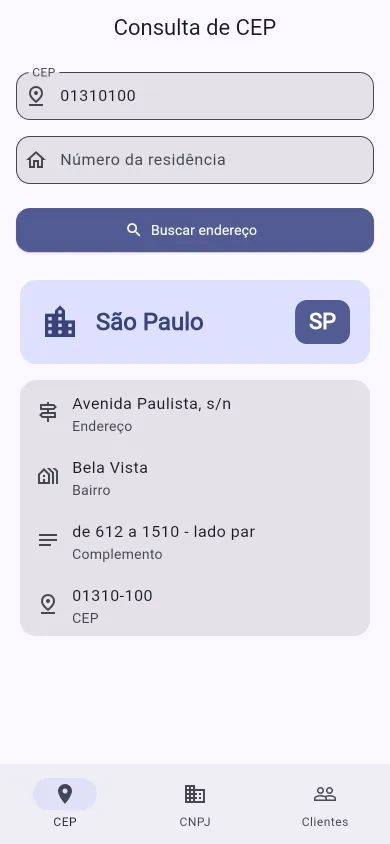 Consulta de CEP
CEP
01310100
Número da residência
Buscar endereço
São Paulo
SP
Avenida Paulista, s/n
Endereço
Bela Vista
Bairro
de 612 a 1510 - lado par
Complemento
01310-100
CEP
CEP
CNPJ
Clientes